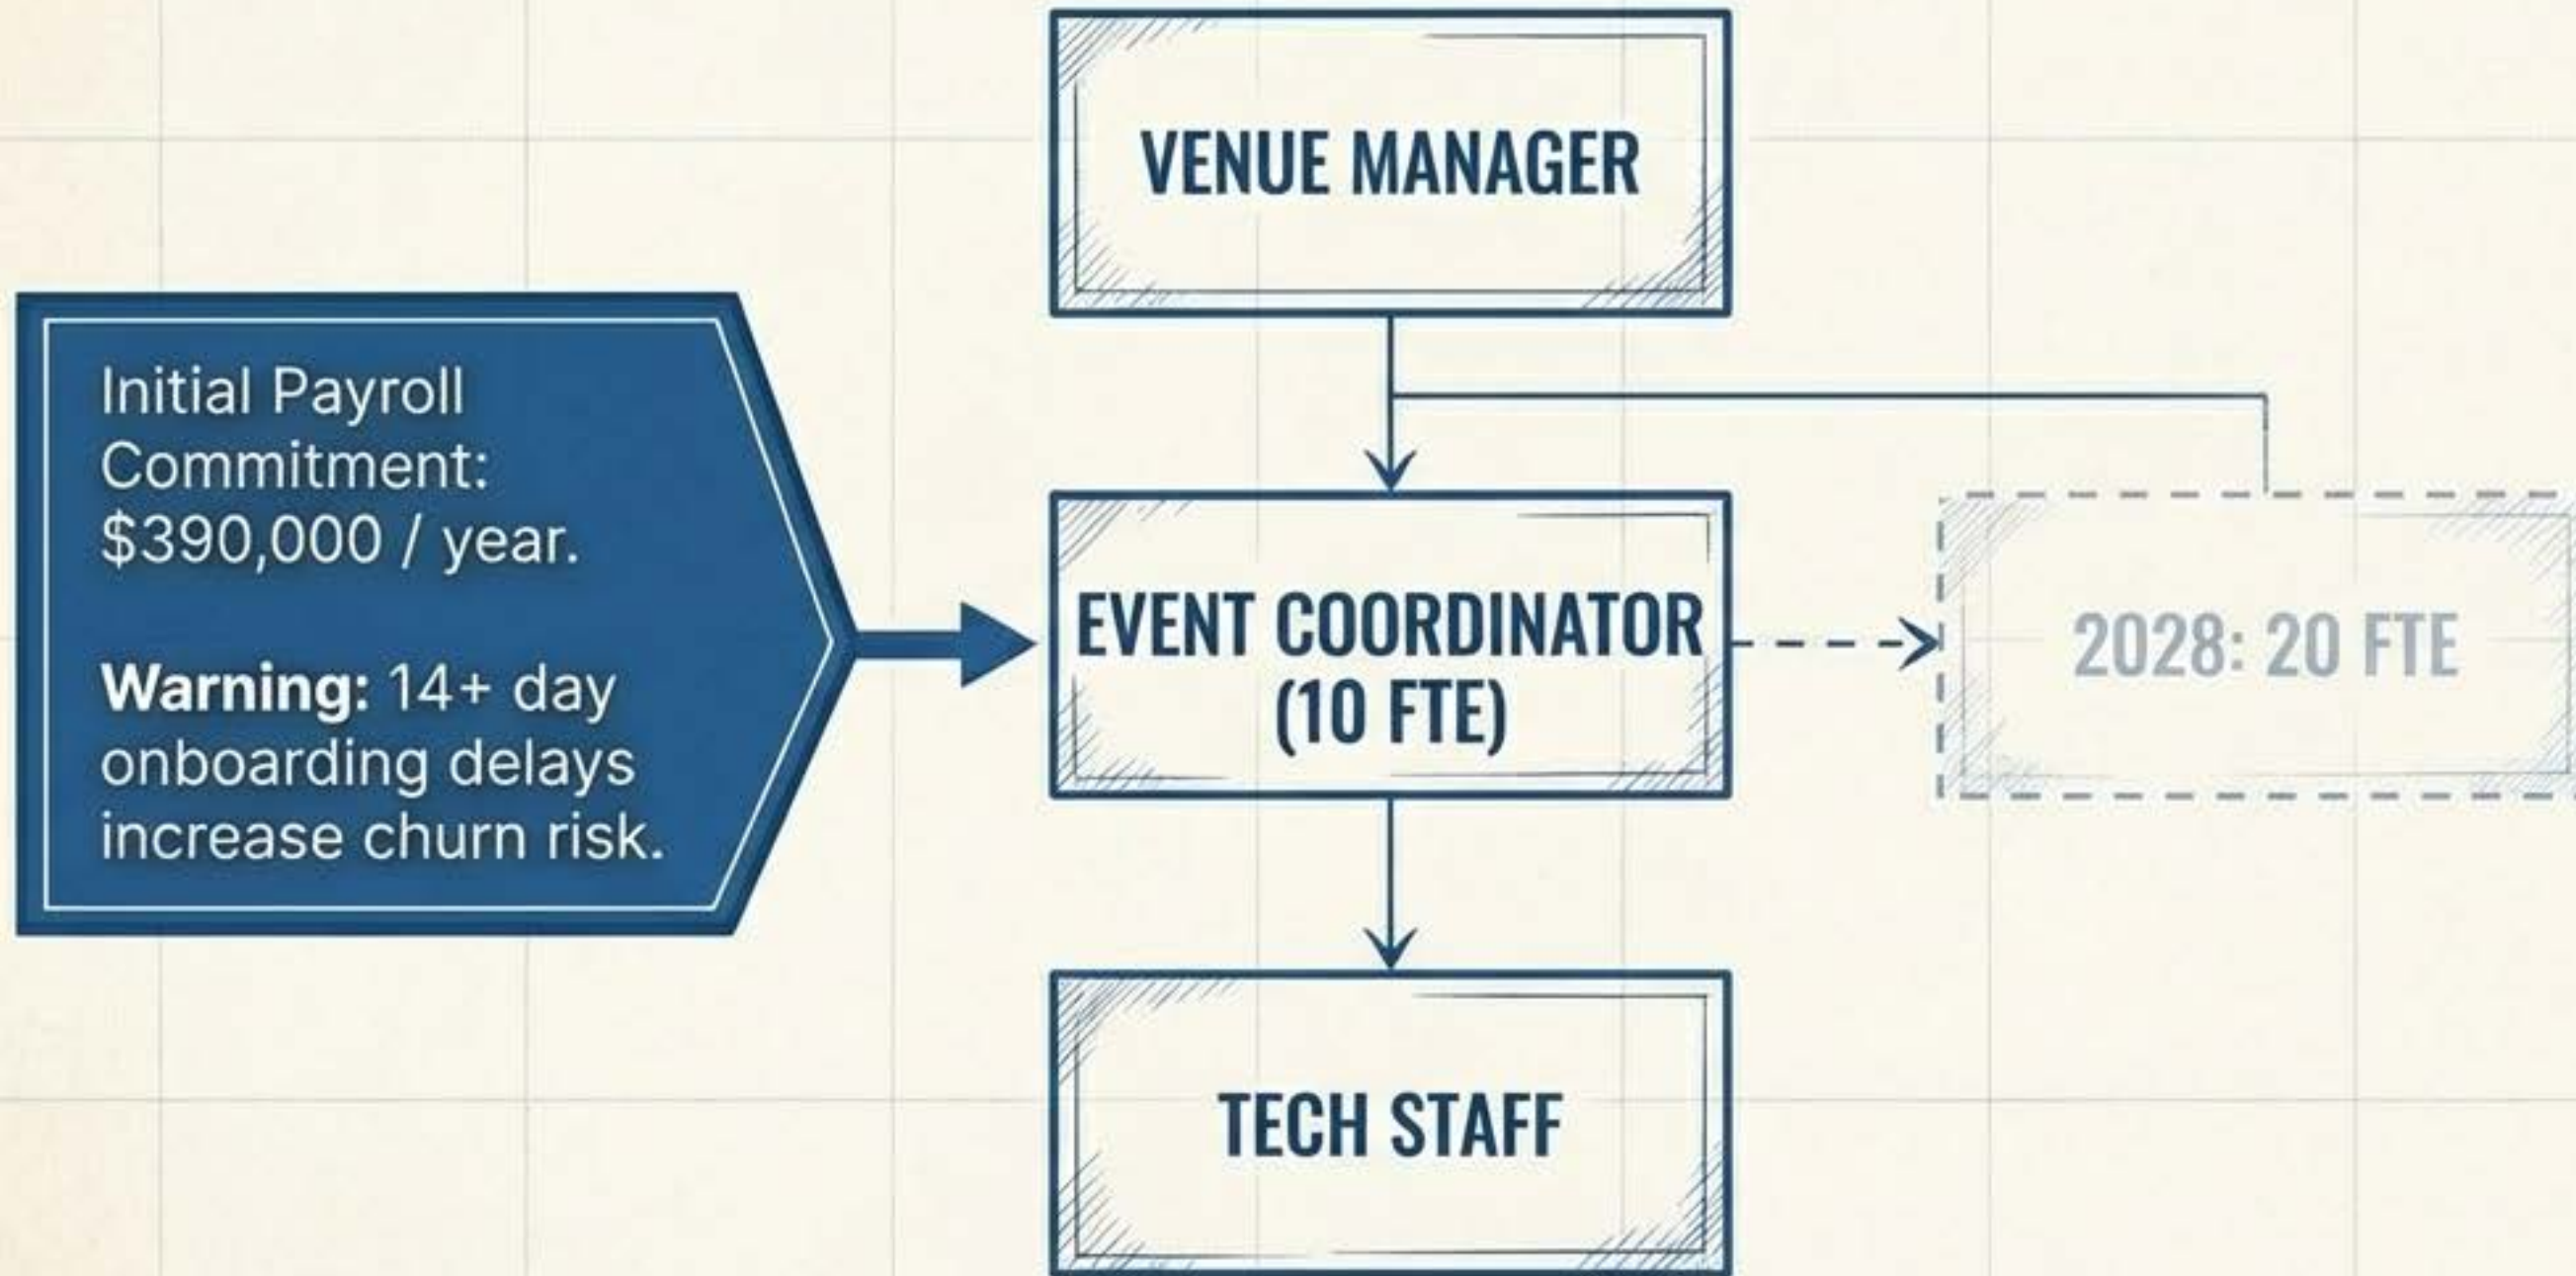 VENUE MANAGER
Initial Payroll
Commitment:
$390,000 / year.
Warning: 14+ day
onboarding delays
increase churn risk.
EVENT COORDINATOR
(10 FTE)
2028: 20 FTE
TECH STAFF